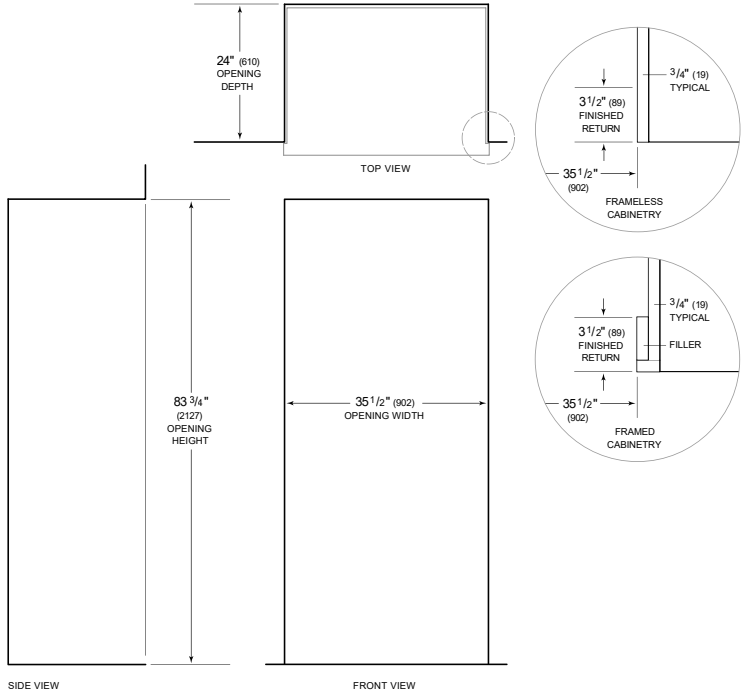 24" (610)
OPENING
DEPTH
TOP VIEW
3/4" (19)
TYPICAL
3 1/2" (89)
FINISHED
RETURN
35 1/2"
(902)
FRAMELESS
CABINETRY
3/4" (19)
TYPICAL
3 1/2" (89)
FINISHED
RETURN
FILLER
35 1/2"
(902)
FRAMED
CABINETRY
83 3/4"
(2127)
OPENING
HEIGHT
35 1/2" (902)
OPENING WIDTH
SIDE VIEW
FRONT VIEW